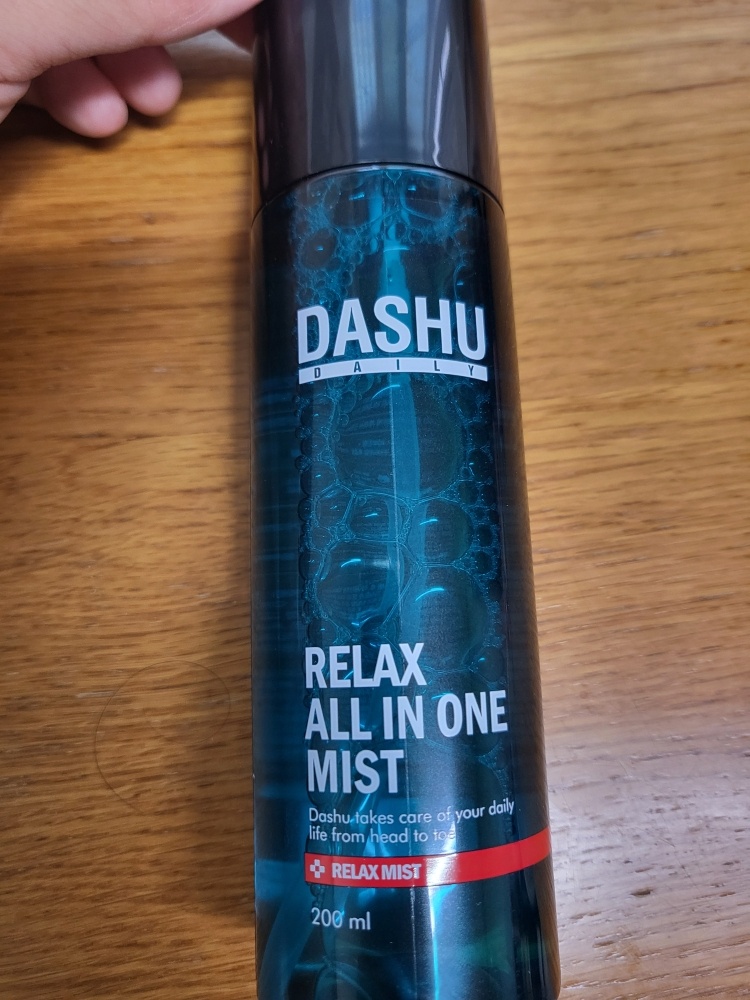 DASHU
DAILY
RELAX
ALL IN ONE
MIST
Dashu takes care of your daily
life from head to toe
RELAX MIST
200 ml